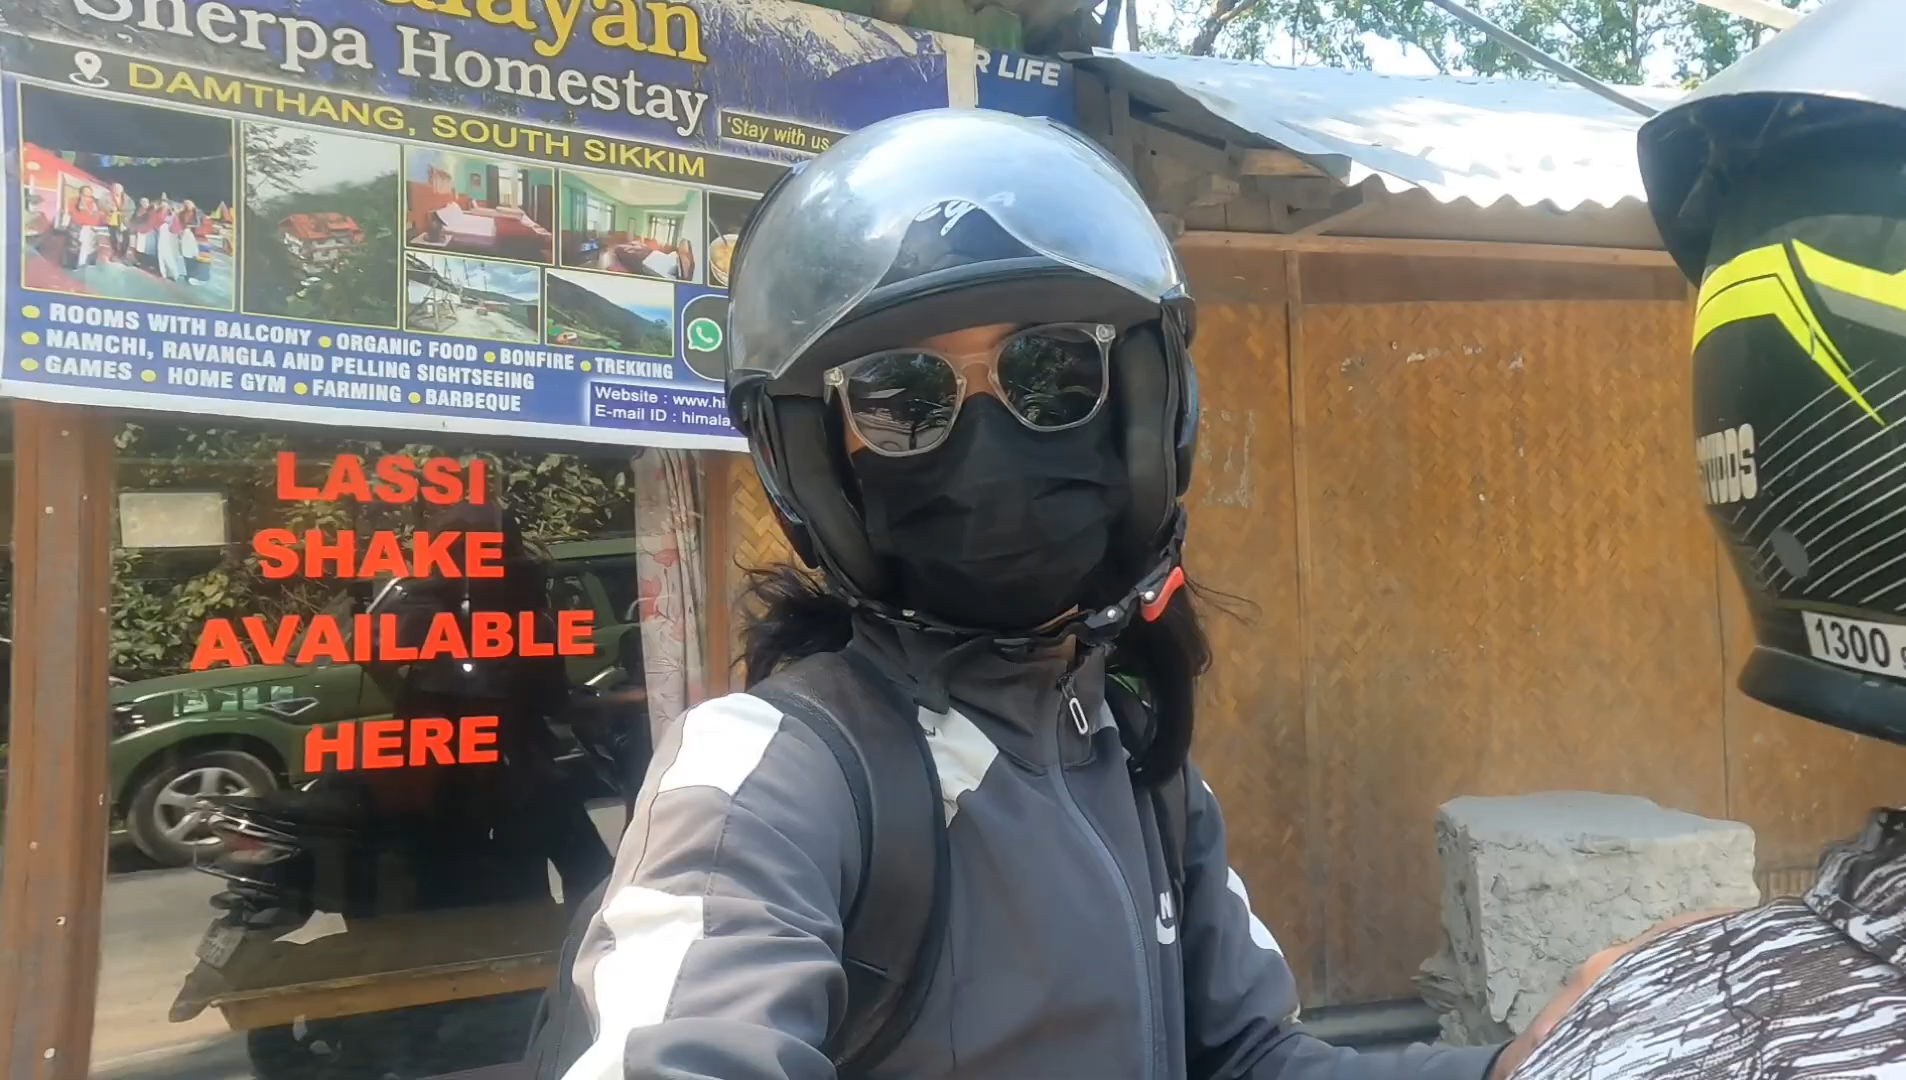 Sherpa Homestay
R LIFE
DAMTHANG, SOUTH SIKKIM
'Stay with us
ROOMS WITH BALCONY ORGANIC FOOD BONFIRE TREKKING
NAMCHI, RAVANGLA AND PELLING SIGHTSEEING
GAMES HOME GYM FARMING BARBEQUE
Website : www.hi
E-mail ID : himala
LASSI
SHAKE
AVAILABLE
HERE
1300